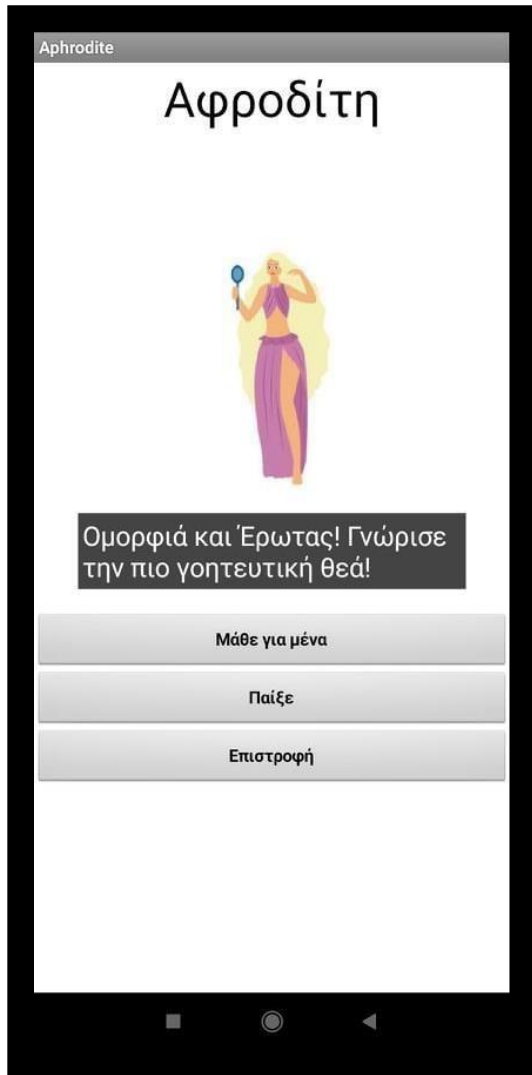 Aphrodite
Αφροδίτη
Ομορφιά και Έρωτας! Γνώρισε
την πιο γοητευτική θεά!
Μάθε για μένα
Παίξε
Επιστροφή